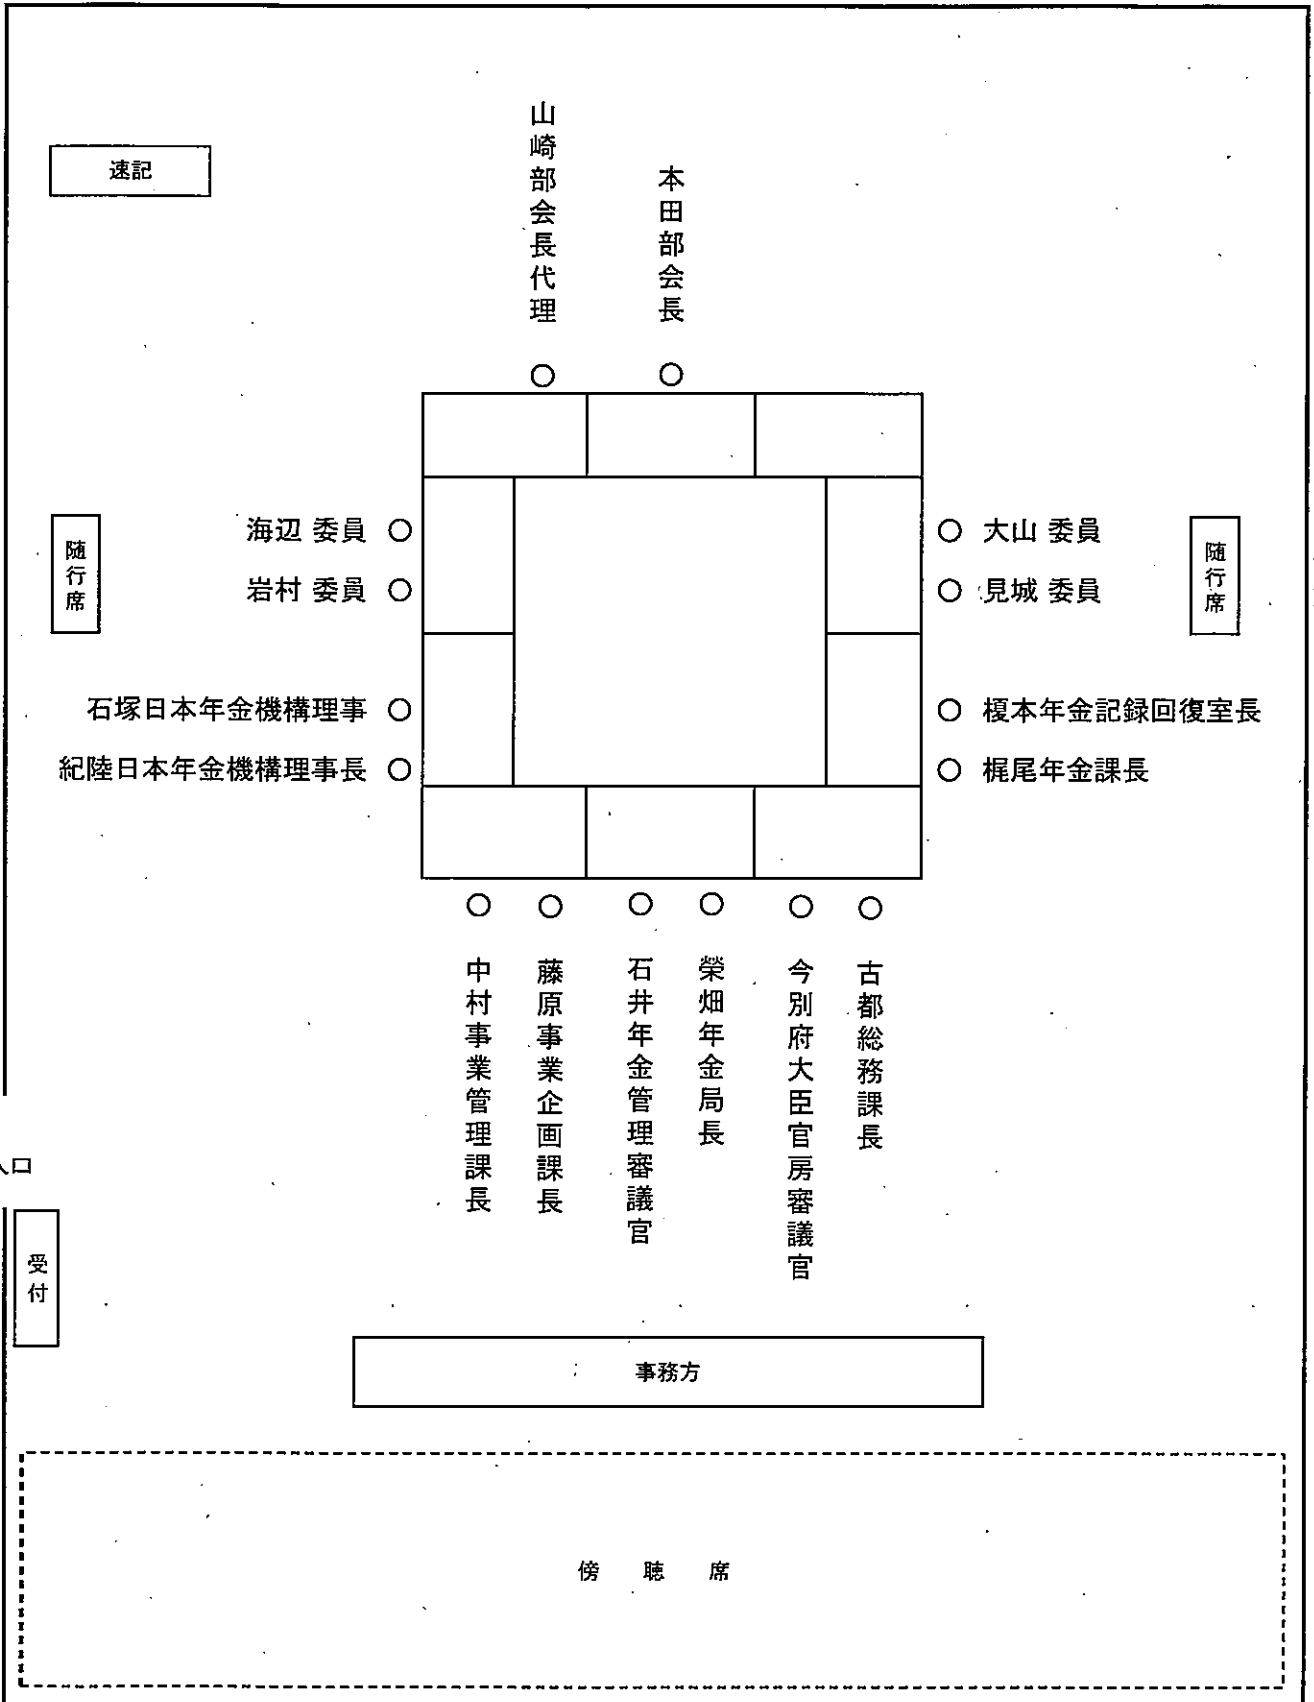 速記
山崎部会長代理
本田部会長
随行席
海辺 委員
岩村 委員
石塚日本年金機構理事
紀陸日本年金機構理事長
大山 委員
見城 委員
榎本年金記録回復室長
梶尾年金課長
随行席
中村事業管理課長
藤原事業企画課長
石井年金管理審議官
榮畑年金局長
今別府大臣官房審議官
古都総務課長
入口
受付
事務方
傍 聴 席